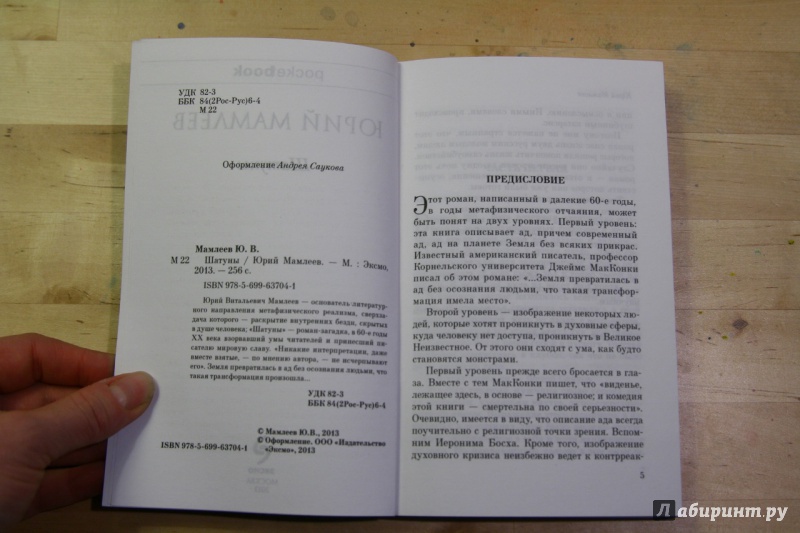 УДК 82-3
ББК 84(2Рос-Рус)6-4
М 22
Оформление Андрея Саукова
Мамлеев Ю. В.
М 22 Шатуны / Юрий Мамлеев. — М. : Эксмо,
2013. — 256 с.
ISBN 978-5-699-63704-1
Юрий Витальевич Мамлеев — основатель литератур-
ного направления метафизического реализма, сверхза-
дача которого — раскрытие внутренних бездн, скрытых
в душе человека; «Шатуны» — роман-загадка, в 60-е годы
XX века взорвавший умы читателей и принесший пи-
сателю мировую славу. «Никакие интерпретации, даже
вместе взятые, — по мнению автора, — не исчерпывают
его». Земля превратилась в ад без осознания людьми, что
такая трансформация произошла...
УДК 82-3
ББК 84(2Рос-Рус)6-4
© Мамлеев Ю.В., 2013
© Оформление. ООО «Издательство
«Эксмо», 2013
ISBN 978-5-699-63704-1
pocketbook
ЮРИЙ МАМЛЕЕВ
ПРЕДИСЛОВИЕ
Этот роман, написанный в далекие 60-е годы,
в годы метафизического отчаяния, может
быть понят на двух уровнях. Первый уровень:
эта книга описывает ад, причем современный
ад, ад на планете Земля без всяких прикрас.
Известный американский писатель, профессор
Корнельского университета Джеймс МакКонки
писал об этом романе: «...Земля превратилась в
ад без осознания людьми, что такая трансфор-
мация имела место».
Второй уровень — изображение некоторых лю-
дей, которые хотят проникнуть в духовные сферы,
куда человеку нет доступа, проникнуть в Великое
Неизвестное. От этого они сходят с ума, как будто
становятся монстрами.
Первый уровень прежде всего бросается в гла-
за. Вместе с тем МакКонки пишет, что «виденье,
лежащее здесь, в основе — религиозное; и комедия
этой книги — смертельна по своей серьезности».
Очевидно, имеется в виду, что описание ада всегда
поучительно с религиозной точки зрения. Вспом-
ним Иеронима Босха. Кроме того, изображение
духовного кризиса неизбежно ведет к контрреак-
5
Лабиринт.ру